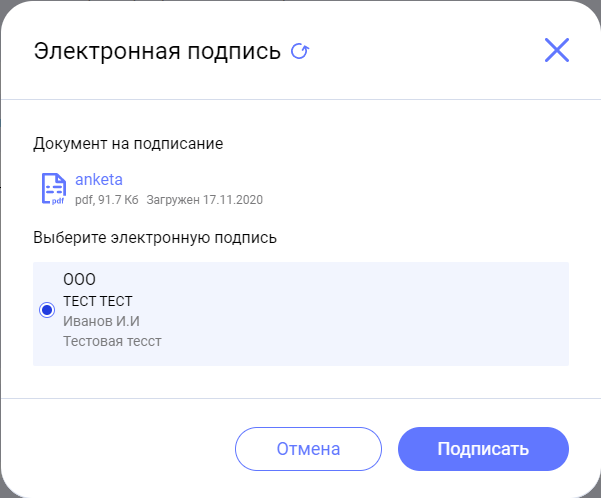 Электронная подпись
Документ на подписание
anketa
pdf
pdf, 91.7 Кб Загружен 17.11.2020
Выберите электронную подпись
ООО
ТЕСТ ТЕСТ
Иванов И.И
Тестовая тесст
Отмена Подписать